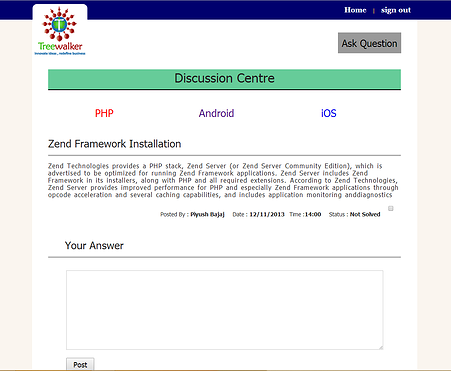 Home | sign out
Treewalker
Innovate ideas , redefine business
Ask Question
Discussion Centre
PHP Android iOS
Zend Framework Installation
Zend Technologies provides a PHP stack, Zend Server (or Zend Server Community Edition), which is
advertised to be optimized for running Zend Framework applications. Zend Server includes Zend
Framework in its installers, along with PHP and all required extensions. According to Zend Technologies,
Zend Server provides improved performance for PHP and especially Zend Framework applications through
opcode acceleration and several caching capabilities, and includes application monitoring anddiagnostics
Posted By : Piyush Bajaj Date : 12/11/2013 Time :14:00 Status : Not Solved
Your Answer
Post